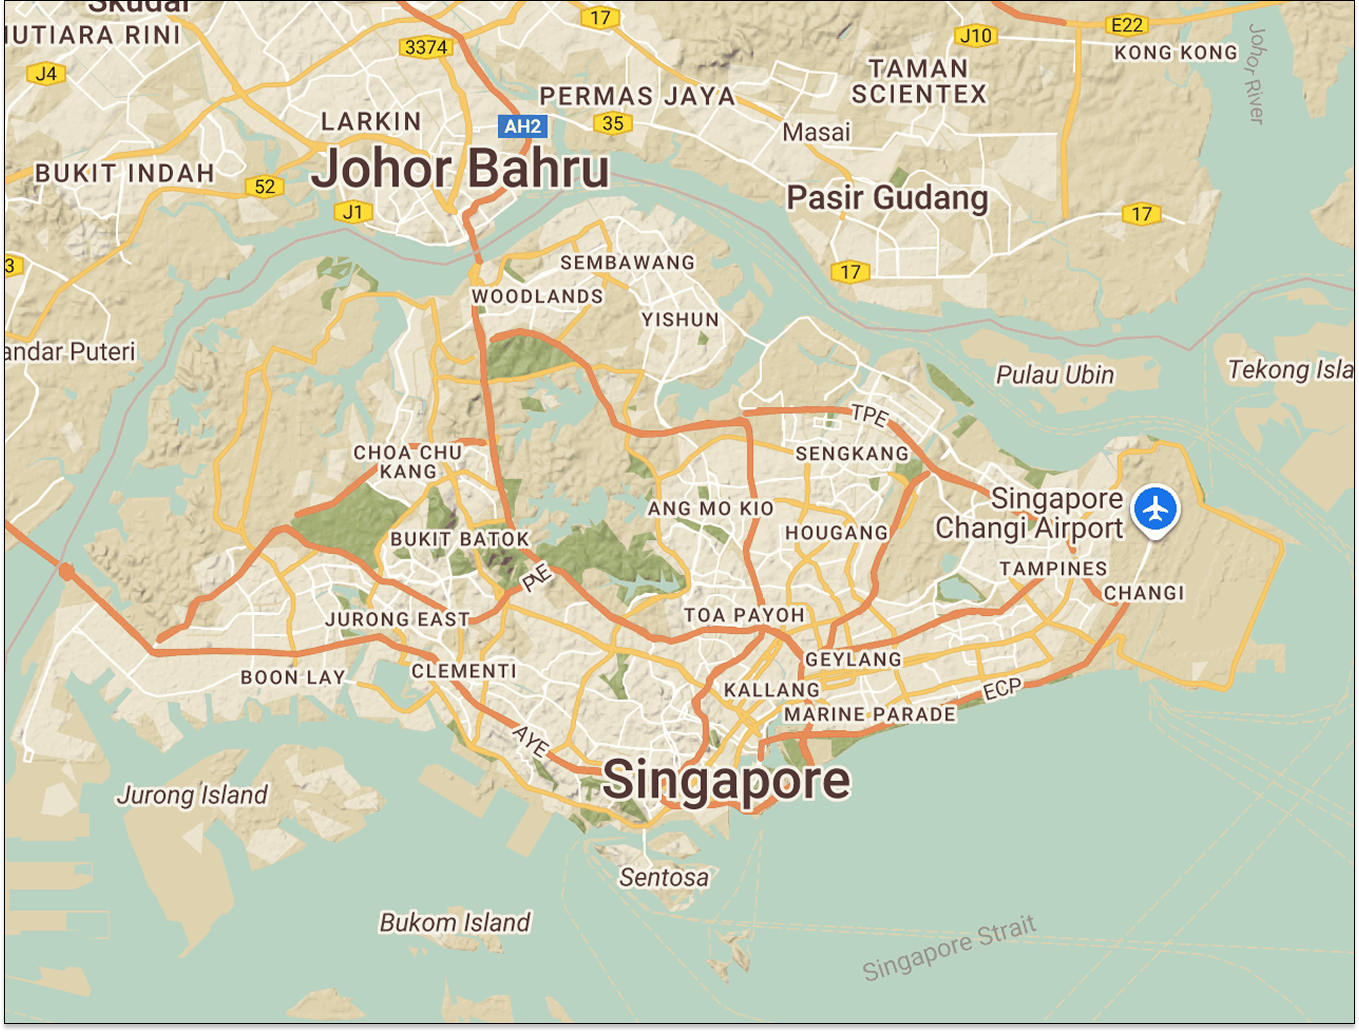 Skudai
MUTIARA RINI
17
E22
J10
3374
KONG KONG
J4
TAMAN
SCIENTEX
Johor River
PERMAS JAYA
LARKIN
AH2
35
Masai
Johor Bahru
BUKIT INDAH
52
Pasir Gudang
J1
17
SEMBAWANG
3
17
WOODLANDS
YISHUN
andar Puteri
Pulau Ubin
Tekong Isla
TPE
CHOA CHU
KANG
SENGKANG
Singapore
Changi Airport
ANG MO KIO
HOUGANG
BUKIT BATOK
TAMPINES
PIE
CHANGI
JURONG EAST
TOA PAYOH
GEYLANG
CLEMENTI
BOON LAY
KALLANG
ECP
MARINE PARADE
AYE
Singapore
Jurong Island
Sentosa
Bukom Island
Singapore Strait